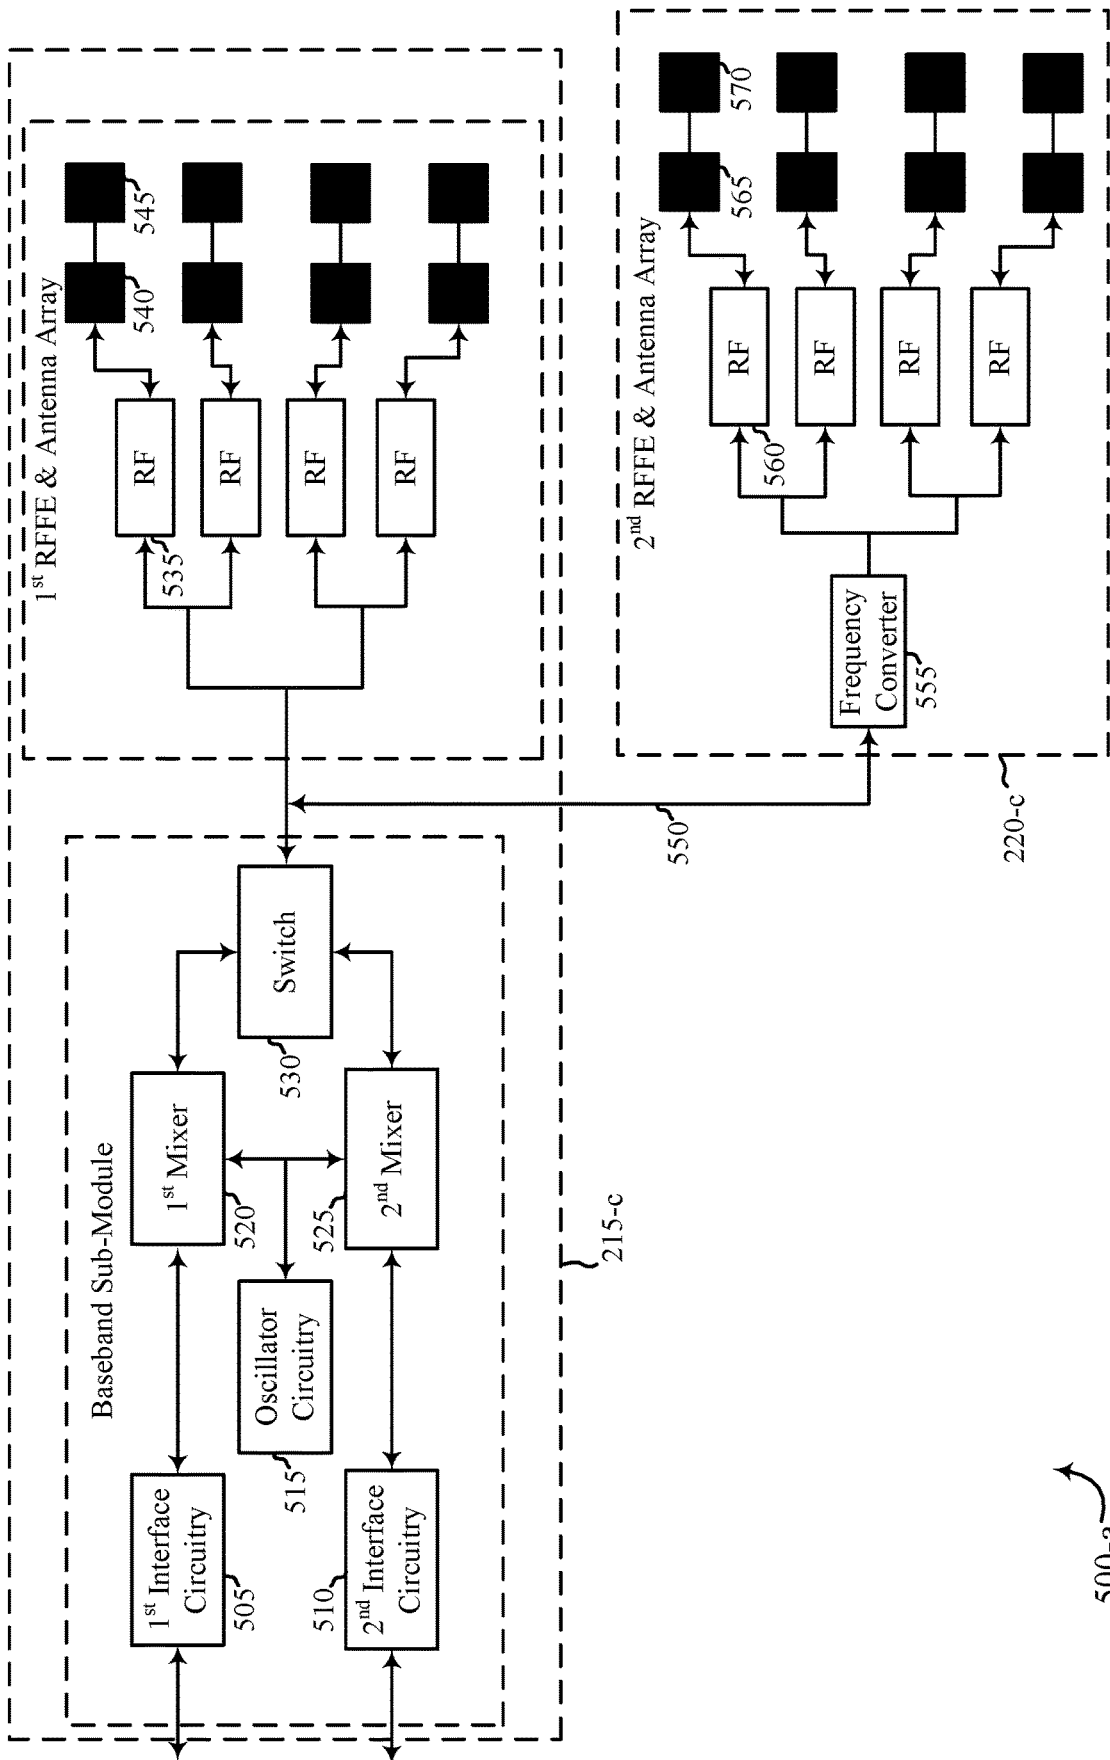 Baseband Sub-Module
1st Interface
Circuitry
505
2nd Interface
Circuitry
510
Oscillator
Circuitry
515
1st Mixer
520
2nd Mixer
525
Switch
530
1st RFFE & Antenna Array
RF
535
RF
RF
RF
540
545
215-c
550
2nd RFFE & Antenna Array
Frequency
Converter
555
RF
560
RF
RF
RF
565
570
220-c
500-a